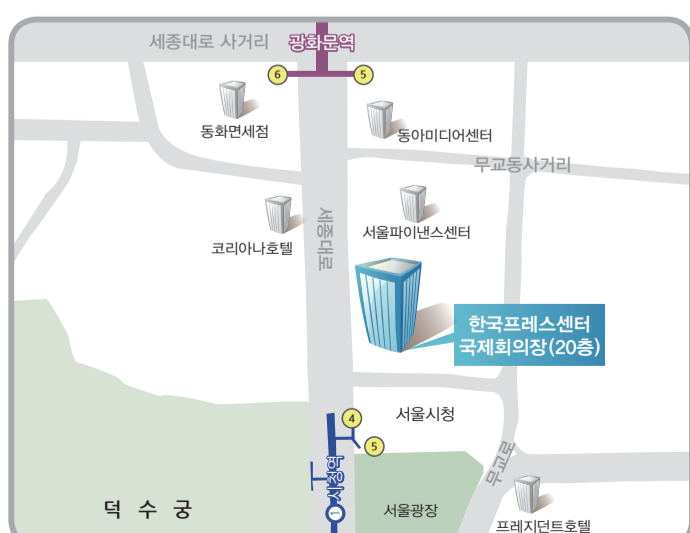 세종대로 사거리
광화문역
6
5
동화면세점
동아미디어센터
무교동사거리
세종대로
코리아나호텔
서울파이낸스센터
한국프레스센터
국제회의장(20층)
4
5
서울시청
시청역
1
무교로
덕 수 궁
서울광장
프레지던트호텔